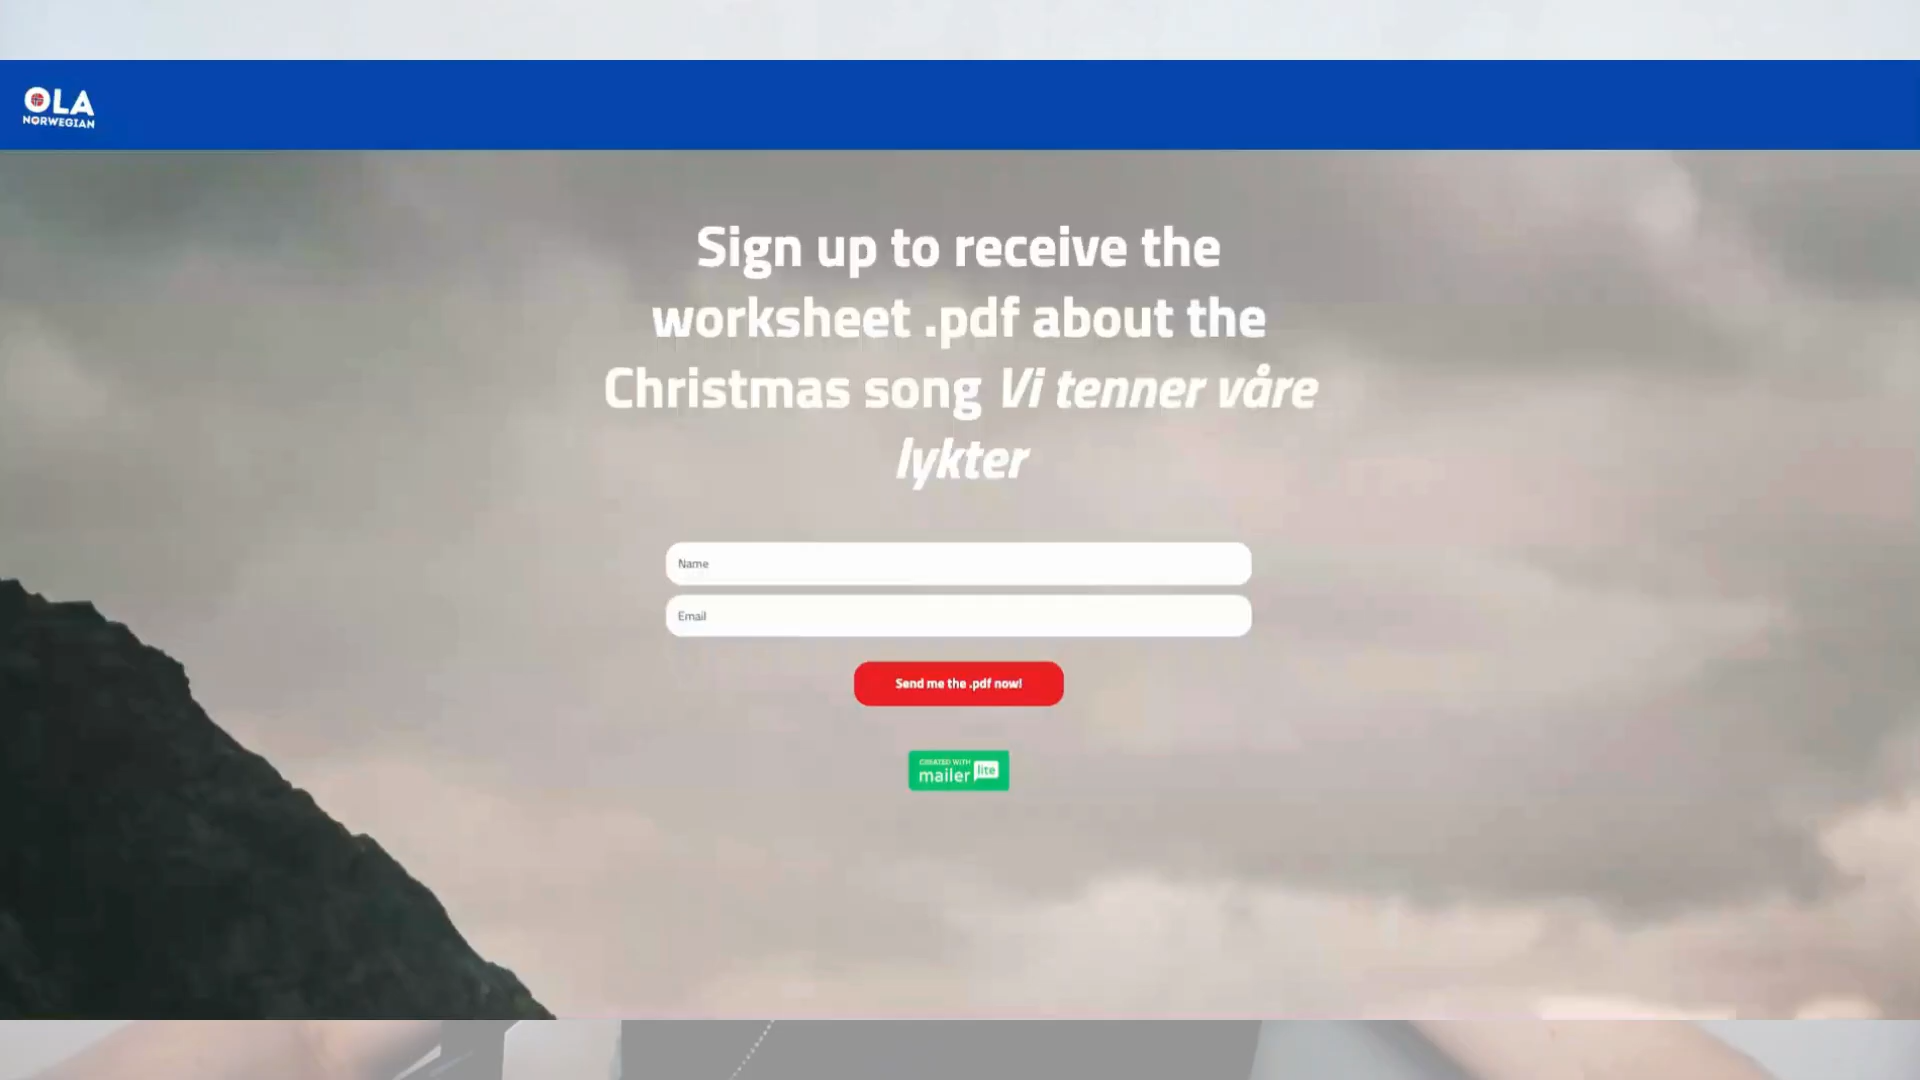 OLA
NORWEGIAN
Sign up to receive the
worksheet .pdf about the
Christmas song Vi tenner våre
lykter
Name
Email
Send me the .pdf now!
CREATED WITH
mailer lite